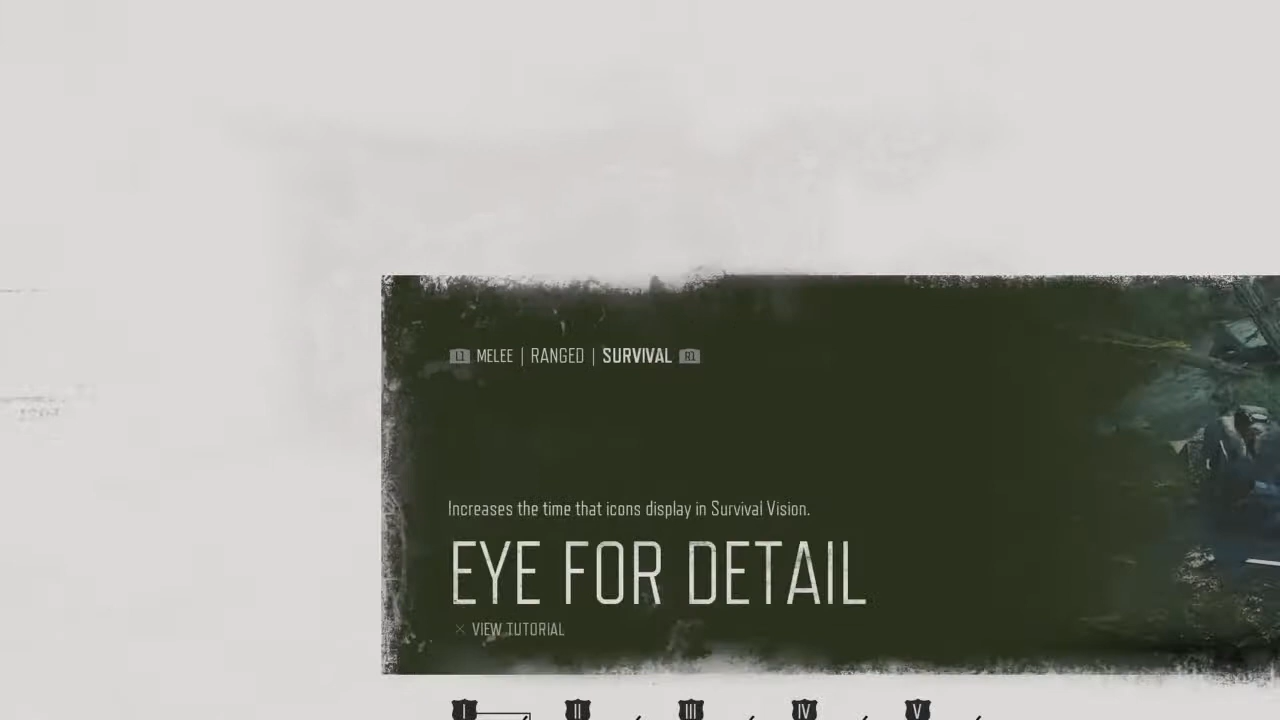 L1 MELEE | RANGED | SURVIVAL R1
Increases the time that icons display in Survival Vision.
EYE FOR DETAIL
× VIEW TUTORIAL
I II III IV V